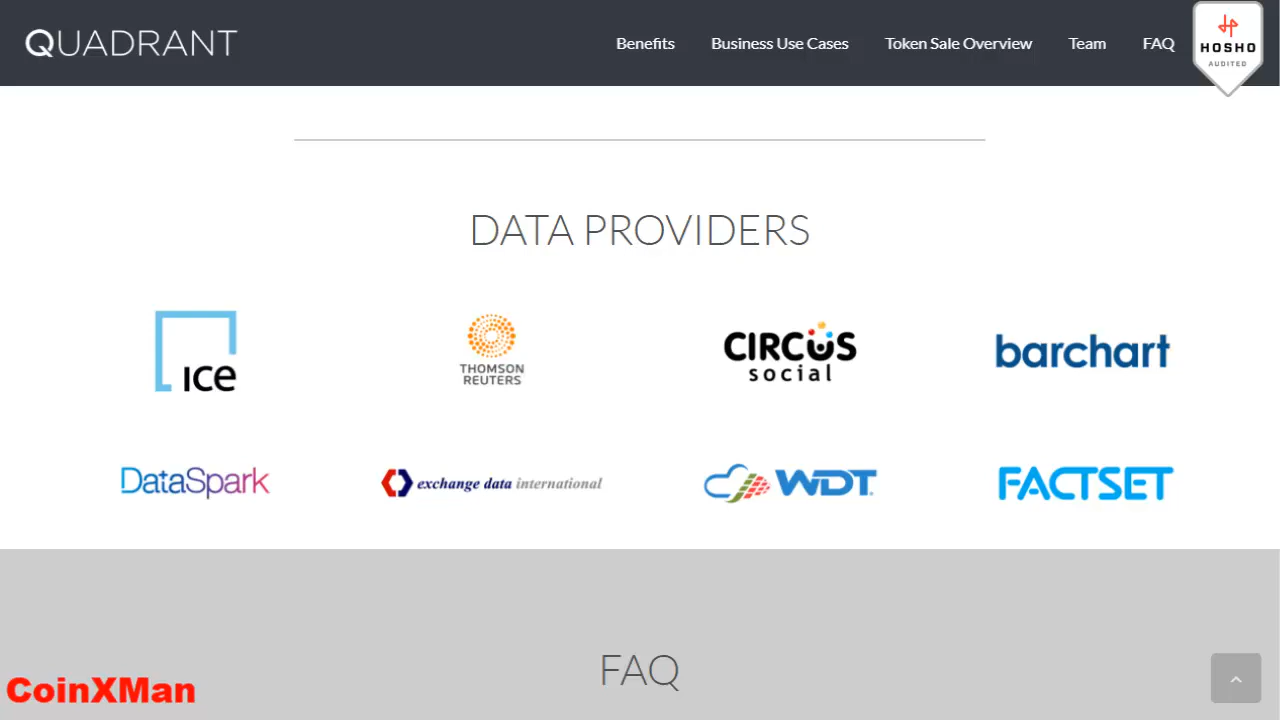 QUADRANT
Benefits Business Use Cases Token Sale Overview Team FAQ
HOSHO
AUDITED
DATA PROVIDERS
ice
THOMSON
REUTERS
CIRCUS
social
barchart
DataSpark
exchange data international
WDT
FACTSET
FAQ
CoinXMan